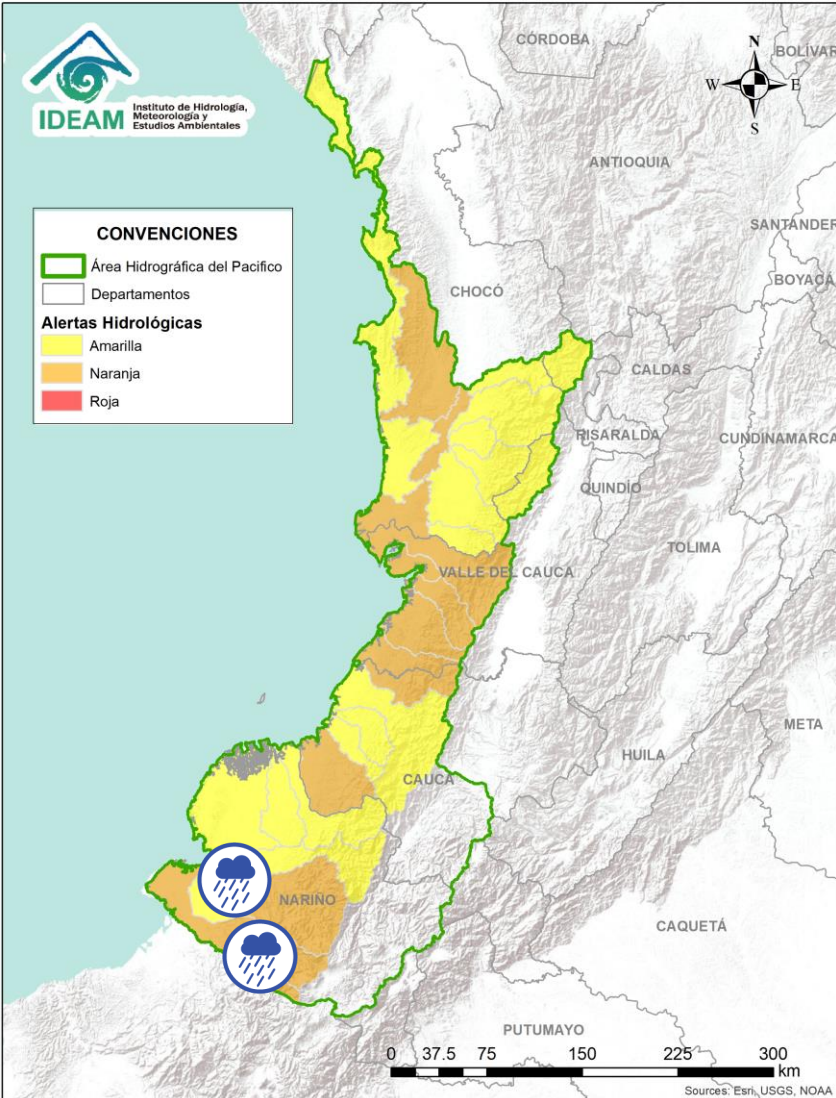 IDEAM
Instituto de Hidrología,
Meteorología y
Estudios Ambientales
CÓRDOBA
BOLÍVAR
N
W
E
S
ANTIOQUIA
SANTANDER
BOYACÁ
CONVENCIONES
Área Hidrográfica del Pacifico
Departamentos
Alertas Hidrológicas
Amarilla
Naranja
Roja
CHOCÓ
CALDAS
RISARALDA
CUNDINAMARCA
QUINDÍO
TOLIMA
VALLE DEL CAUCA
META
HUILA
CAUCA
NARIÑO
CAQUETÁ
PUTUMAYO
0 37.5 75 150 225 300
km
Sources: Esri, USGS, NOAA